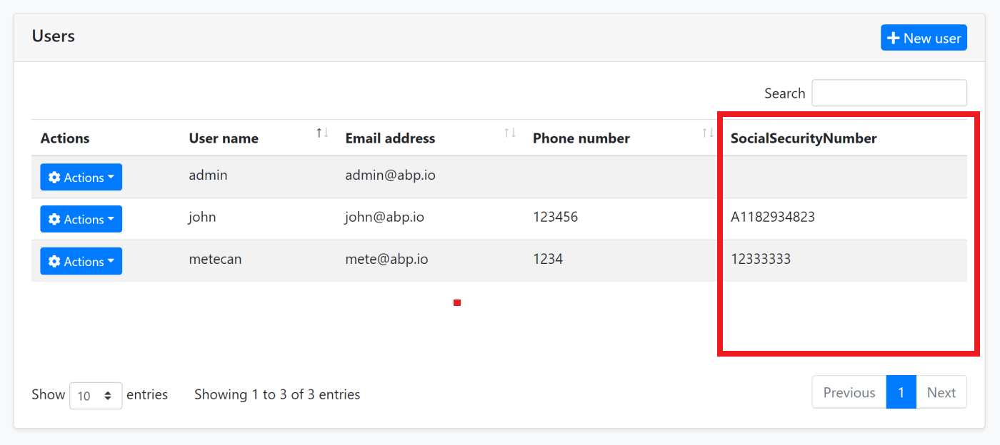 Users
New user
Search
Actions User name Email address Phone number SocialSecurityNumber
Actions admin admin@abp.io
Actions john john@abp.io 123456 A1182934823
Actions metecan mete@abp.io 1234 12333333
Show 10 entries Showing 1 to 3 of 3 entries Previous 1 Next